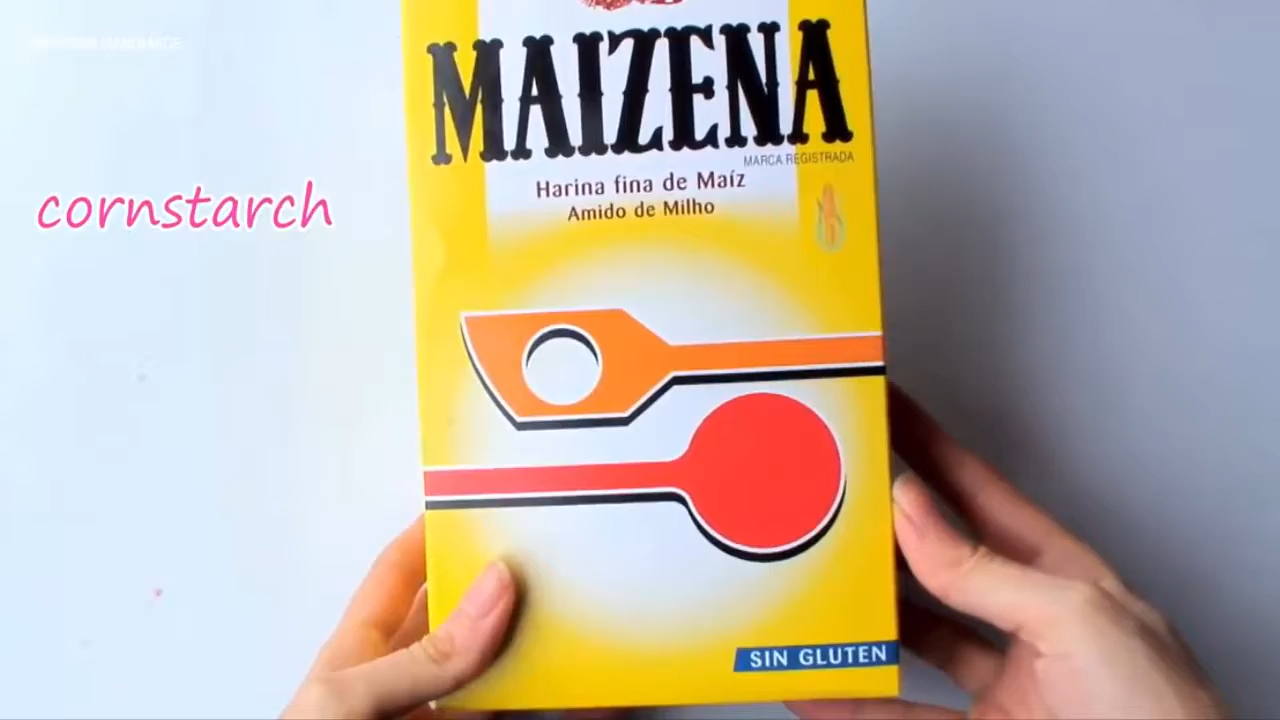 MAIZENA
MARCA REGISTRADA
Harina fina de Maíz
Amido de Milho
cornstarch
SIN GLUTEN